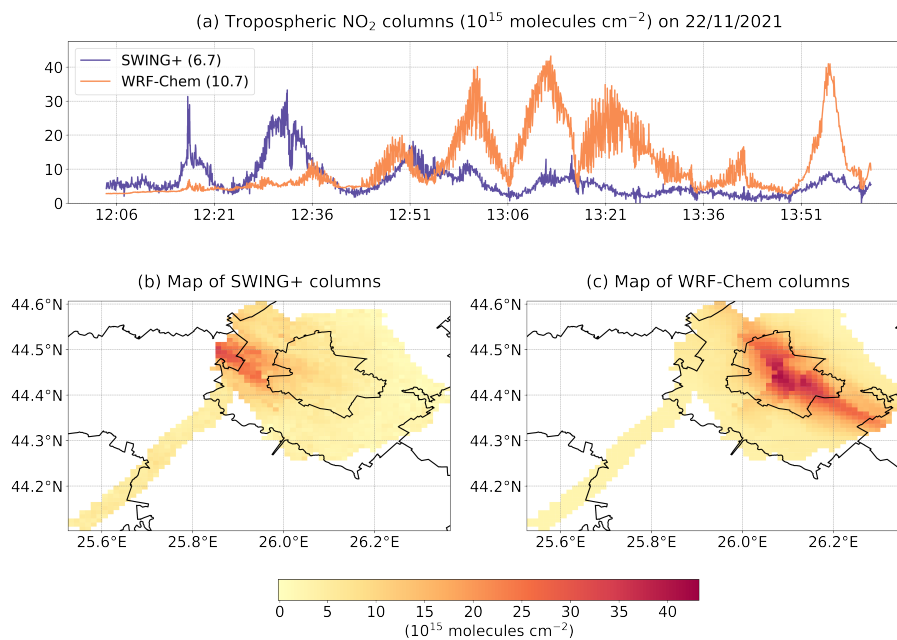 (a) Tropospheric NO₂ columns (10¹⁵ molecules cm⁻²) on 22/11/2021
SWING+ (6.7)
WRF-Chem (10.7)
40
30
20
10
0
12:06 12:21 12:36 12:51 13:06 13:21 13:36 13:51
(b) Map of SWING+ columns
44.6°N
44.5°N
44.4°N
44.3°N
44.2°N
25.6°E 25.8°E 26.0°E 26.2°E
(c) Map of WRF-Chem columns
44.6°N
44.5°N
44.4°N
44.3°N
44.2°N
25.6°E 25.8°E 26.0°E 26.2°E
0 5 10 15 20 25 30 35 40
(10¹⁵ molecules cm⁻²)